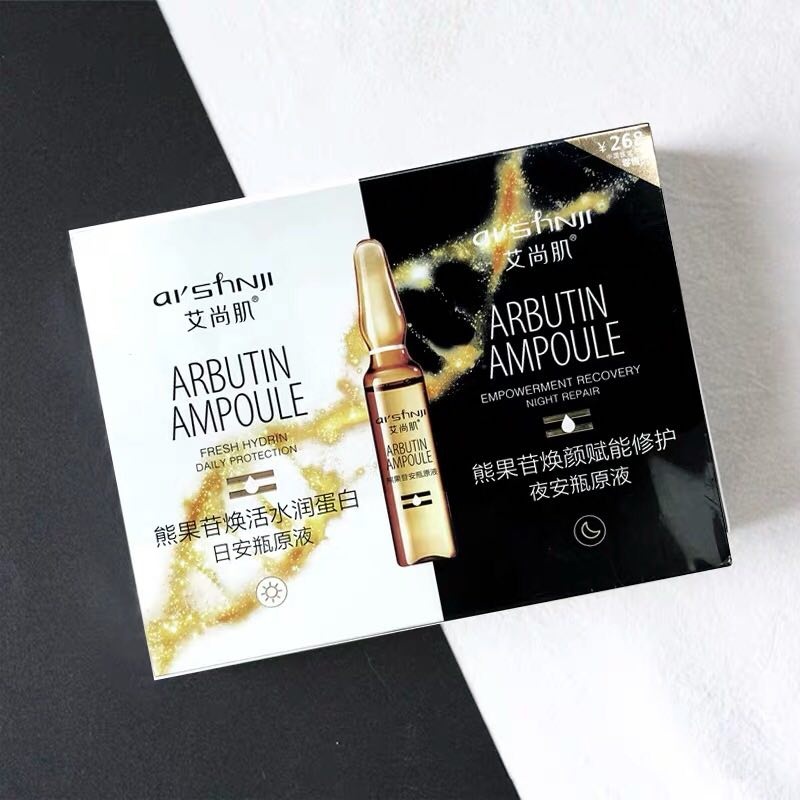 arshNJI
艾尚肌®
ARBUTIN
AMPOULE
FRESH HYDRIN
DAILY PROTECTION
熊果苷焕活水润蛋白
日安瓶原液
arshNJI
艾尚肌®
ARBUTIN
AMPOULE
熊果苷安瓶原液
¥268
arshNJI
艾尚肌®
ARBUTIN
AMPOULE
EMPOWERMENT RECOVERY
NIGHT REPAIR
熊果苷焕颜赋能修护
夜安瓶原液